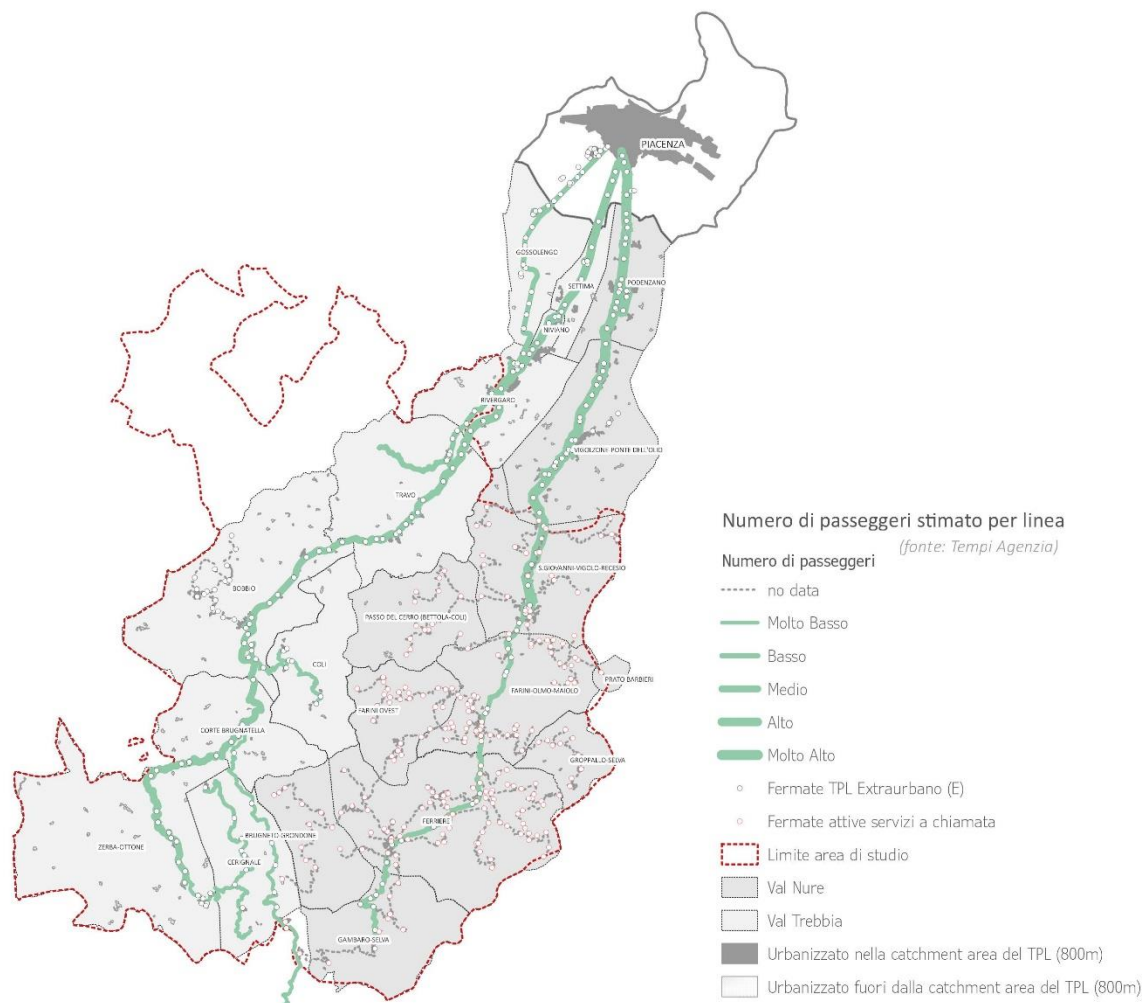 PIACENZA
GOSSOLENGO
SETTIMA
PODENZANO
NIVIANO
RIVERGARO
VIGOLZONE-PONTE DELL'OLIO
TRAVO
S.GIOVANNI-VIGOLO-RECESIO
BOBBIO
PASSO DEL CERRO (BETTOLA-COLI)
COLI
PRATO BARBIERI
FARINI-OLMO-MAIOLO
FARINI OVEST
CORTE BRUGNATELLA
GROPPALLO-SELVA
FERRIERE
BRUGNETO-GRONDONE
ZERBA-OTTONE
CERIGNALE
GAMBARO-SELVA
Numero di passeggeri stimato per linea
(fonte: Tempi Agenzia)
Numero di passeggeri
no data
Molto Basso
Basso
Medio
Alto
Molto Alto
Fermate TPL Extraurbano (E)
Fermate attive servizi a chiamata
Limite area di studio
Val Nure
Val Trebbia
Urbanizzato nella catchment area del TPL (800m)
Urbanizzato fuori dalla catchment area del TPL (800m)